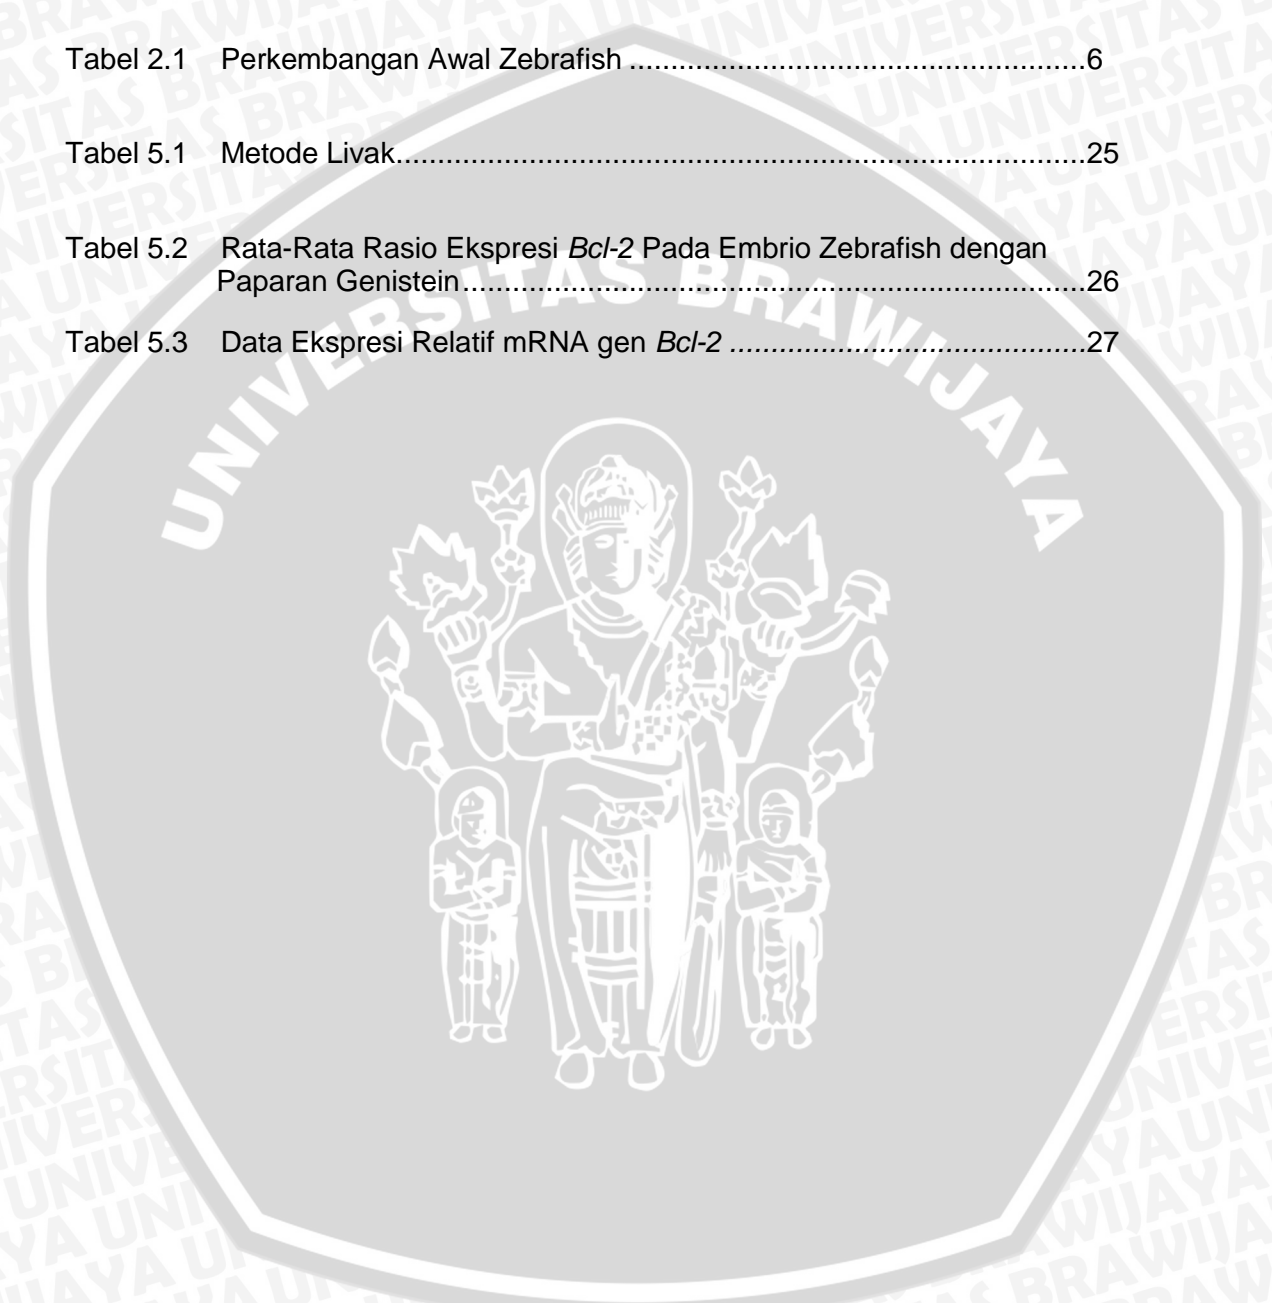 Tabel 2.1 Perkembangan Awal Zebrafish .......................................................6
Tabel 5.1 Metode Livak...................................................................................25
Tabel 5.2 Rata-Rata Rasio Ekspresi Bcl-2 Pada Embrio Zebrafish dengan
Paparan Genistein...........................................................................26
Tabel 5.3 Data Ekspresi Relatif mRNA gen Bcl-2 ...........................................27
UNIVERSITAS BRAWIJAYA